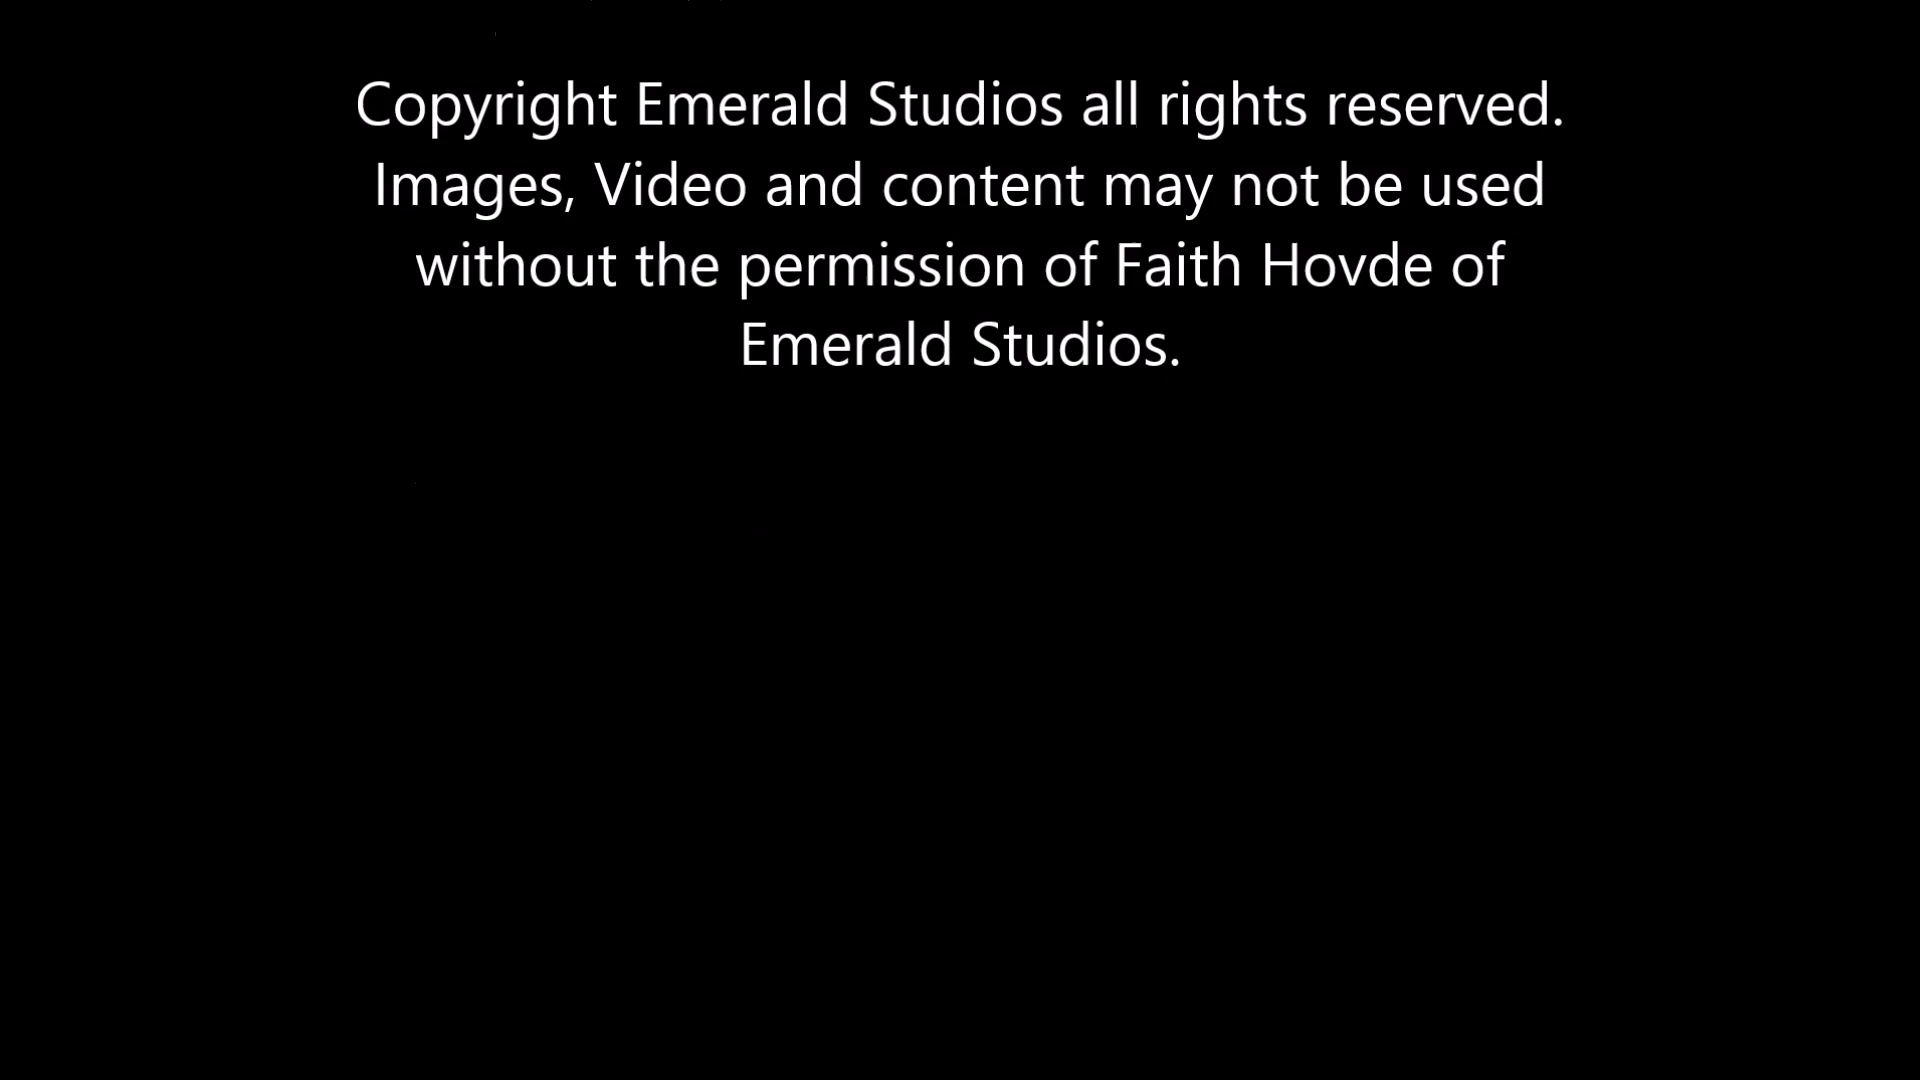 Copyright Emerald Studios all rights reserved.
Images, Video and content may not be used
without the permission of Faith Hovde of
Emerald Studios.